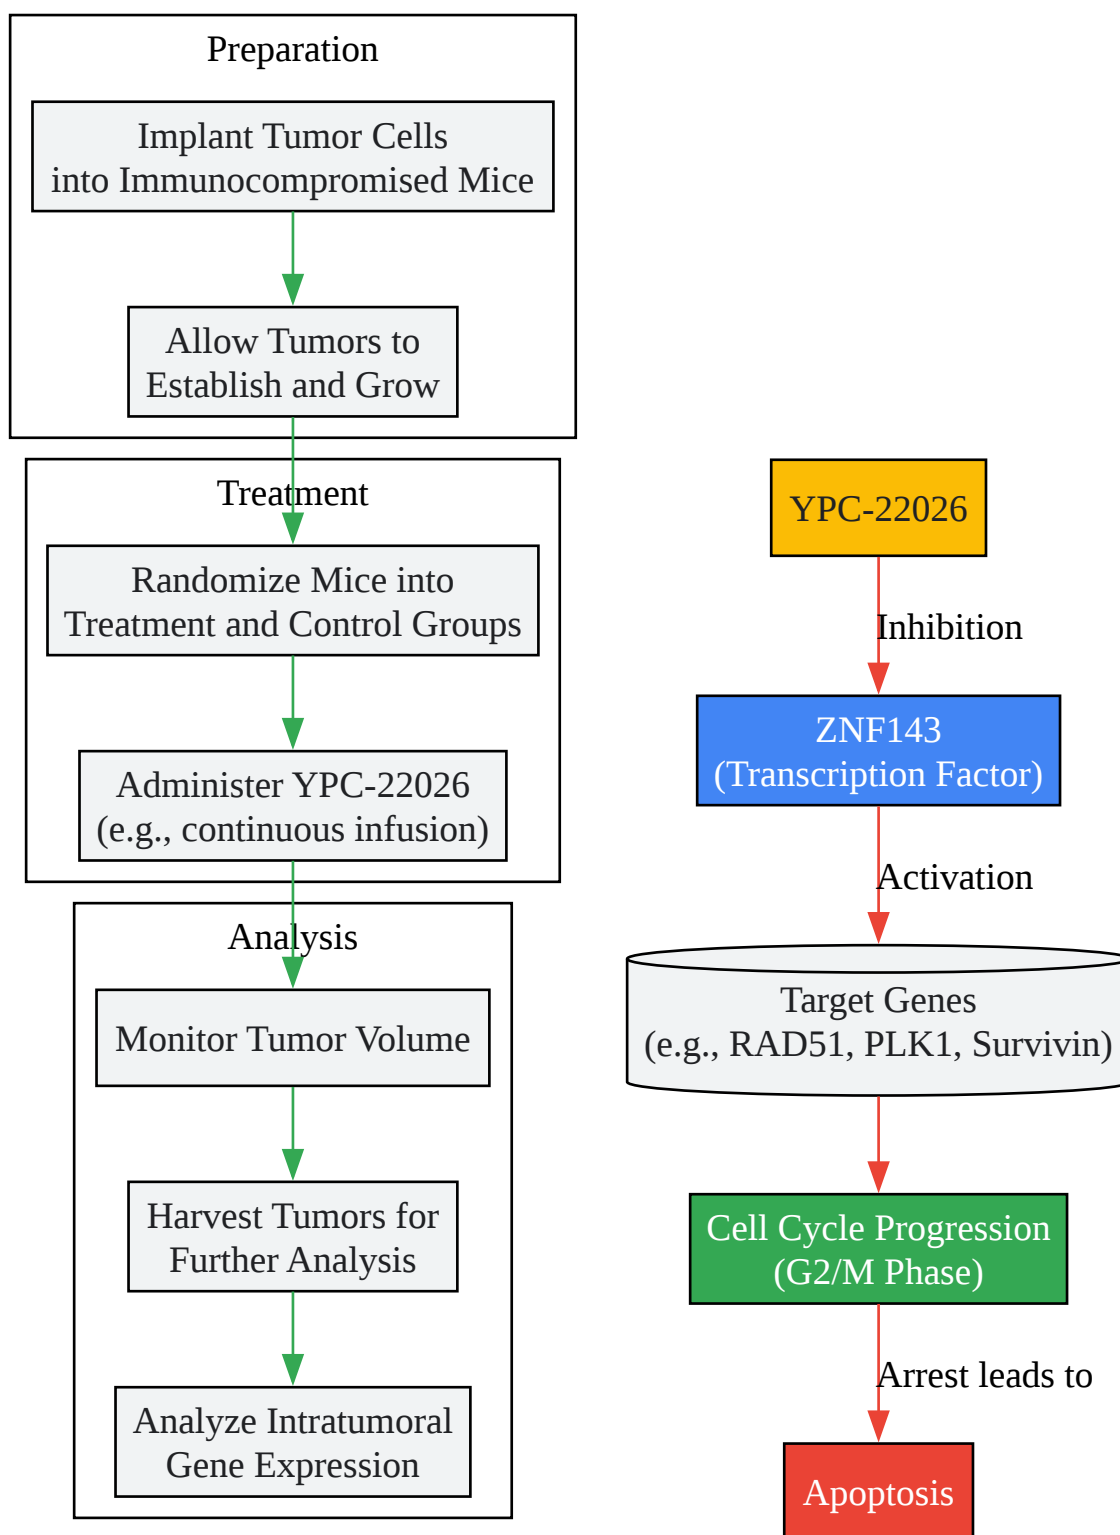 Preparation
Implant Tumor Cells
into Immunocompromised Mice
Allow Tumors to
Establish and Grow
Treatment
Randomize Mice into
Treatment and Control Groups
Administer YPC-22026
(e.g., continuous infusion)
Analysis
Monitor Tumor Volume
Harvest Tumors for
Further Analysis
Analyze Intratumoral
Gene Expression
YPC-22026
Inhibition
ZNF143
(Transcription Factor)
Activation
Target Genes
(e.g., RAD51, PLK1, Survivin)
Cell Cycle Progression
(G2/M Phase)
Arrest leads to
Apoptosis